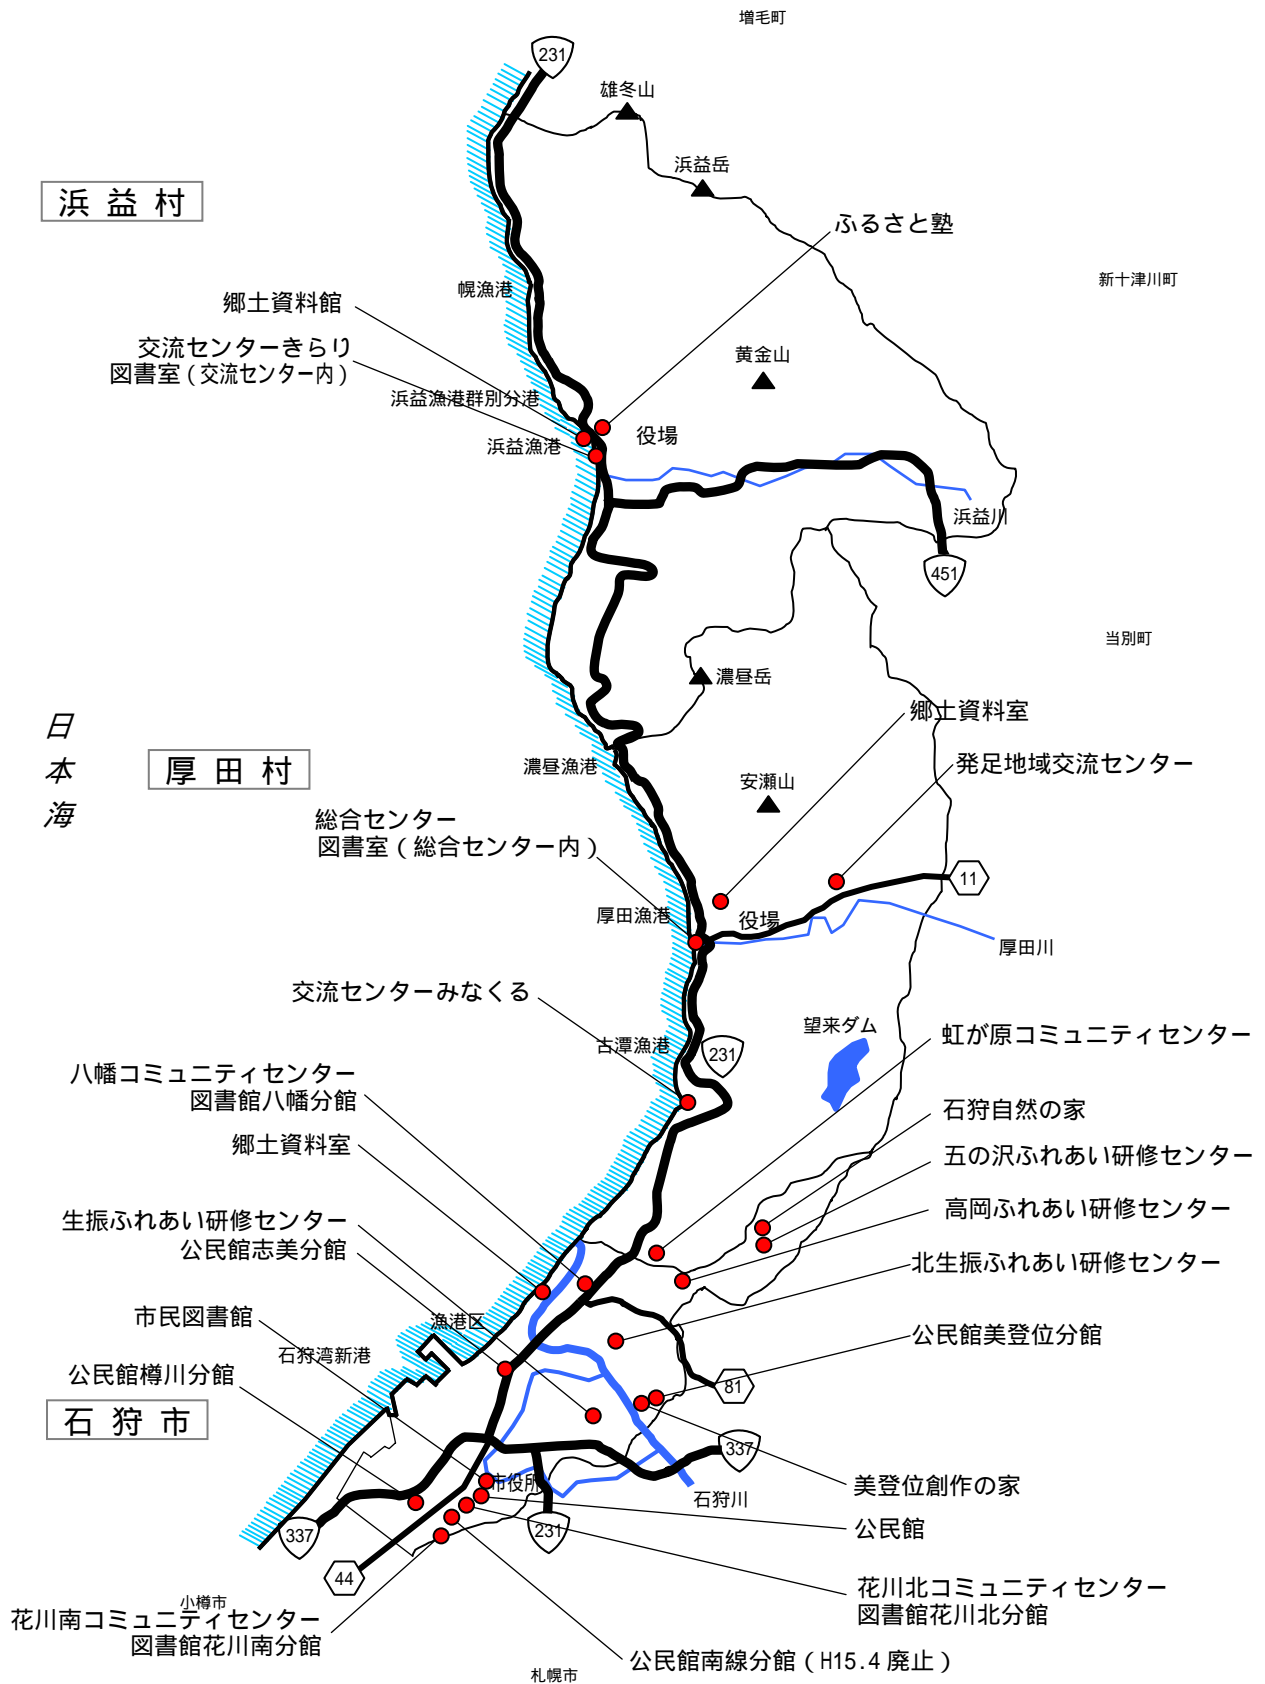 増毛町
231
雄冬山
浜益岳
浜益村
ふるさと塾
新十津川町
幌漁港
郷土資料館
交流センターきらり
図書室（交流センター内）
黄金山
浜益漁港群別分港
役場
浜益漁港
浜益川
451
当別町
濃昼岳
郷土資料室
日本海
厚田村
濃昼漁港
発足地域交流センター
安瀬山
総合センター
図書室（総合センター内）
11
厚田漁港
役場
厚田川
交流センターみなくる
望来ダム
古潭漁港
231
虹が原コミュニティセンター
八幡コミュニティセンター
図書館八幡分館
石狩自然の家
郷土資料室
五の沢ふれあい研修センター
高岡ふれあい研修センター
生振ふれあい研修センター
公民館志美分館
北生振ふれあい研修センター
市民図書館
漁港区
公民館美登位分館
石狩湾新港
公民館樽川分館
81
石狩市
337
市役所
美登位創作の家
石狩川
公民館
337
231
44
花川北コミュニティセンター
図書館花川北分館
小樽市
花川南コミュニティセンター
図書館花川南分館
公民館南線分館（H15.4廃止）
札幌市